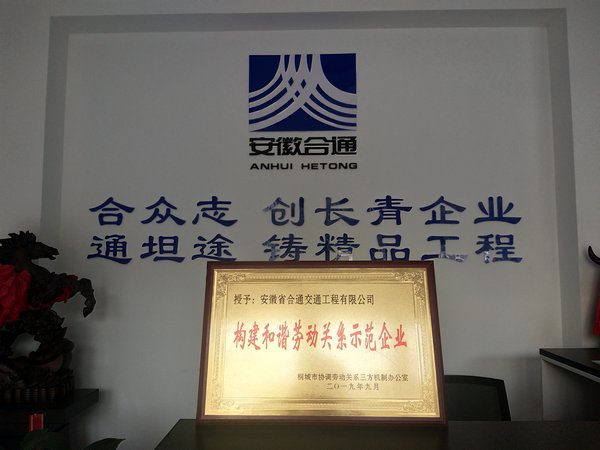 安徽合通
ANHUI HETONG
合众志 创长青企业
通坦途 铸精品工程
授予：安徽省合通交通工程有限公司
构建和谐劳动关系示范企业
桐城市协调劳动关系三方机制办公室
二〇一九年九月